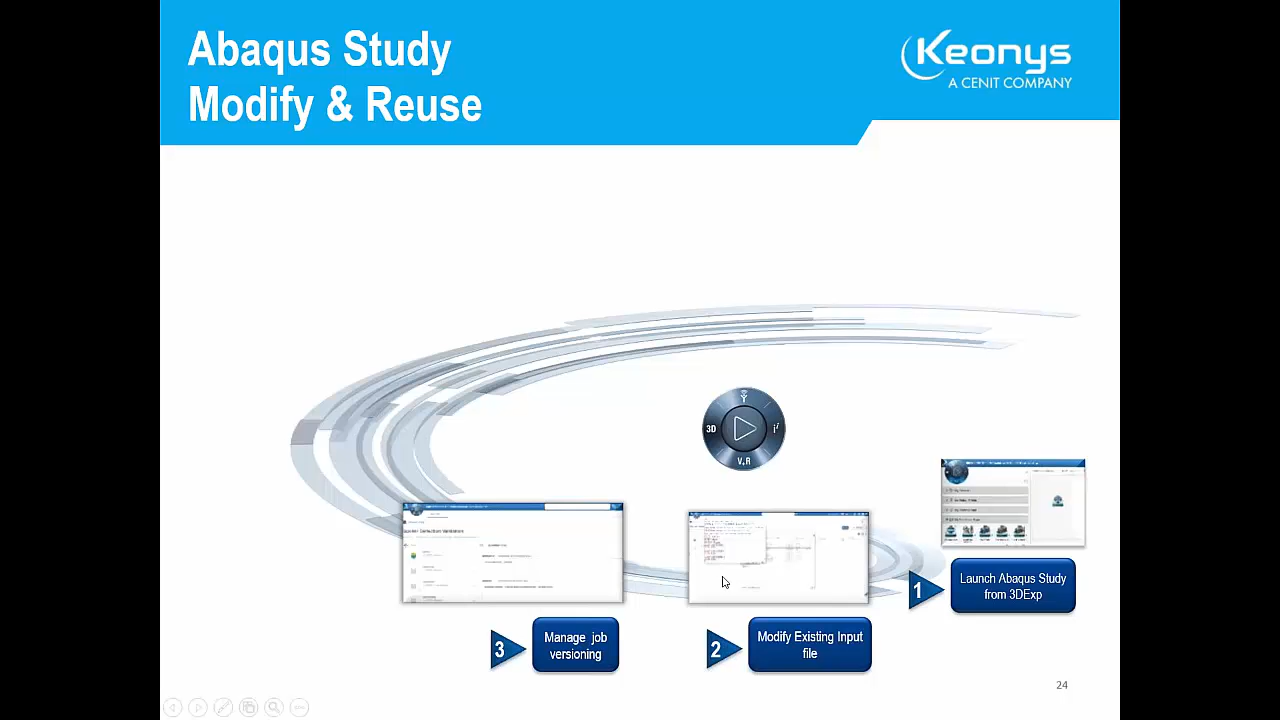 Abaqus Study
Modify & Reuse
Keonys
A CENIT COMPANY
3D
i²
V.R
1
Launch Abaqus Study
from 3DExp
2
Modify Existing Input
file
3
Manage job
versioning
24